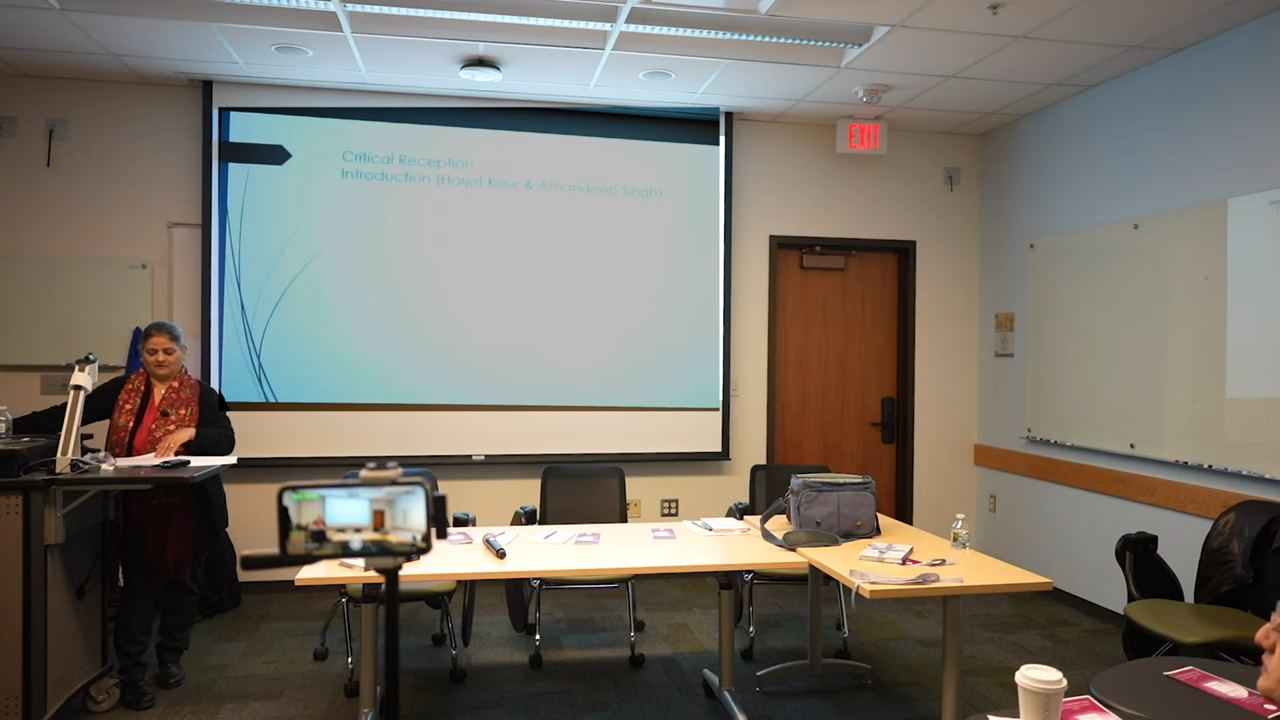 Critical Reception
Introduction (Harjot Kaur & Amandeep Singh)
EXIT